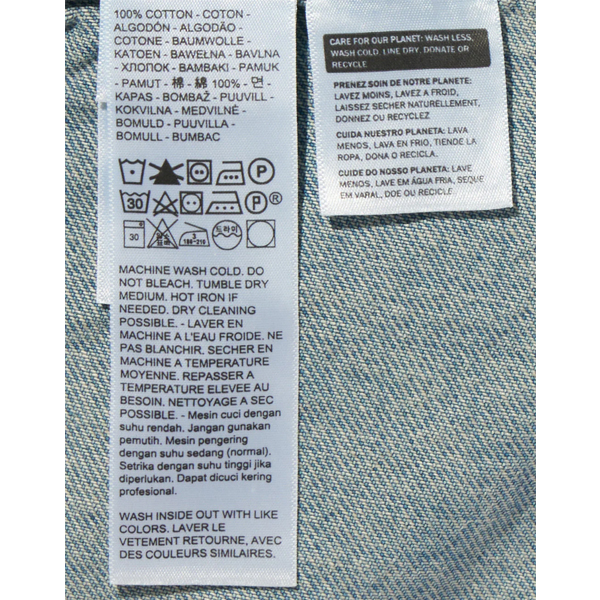 100% COTTON - COTON -
ALGODÓN - ALGODÃO -
COTONE - BAUMWOLLE -
KATOEN - BAWEŁNA - BAVLNA
- ХЛОПОК - BAMBAKI - PAMUK
- PAMUT - 棉 - 綿 100% - 면 -
KAPAS - BOMBAŽ - PUUVILL -
KOKVILNA - MEDVILNĖ -
BOMULD - PUUVILLA -
BOMULL - BUMBAC
P
30 P ®
30 3 180-210 드라이
MACHINE WASH COLD. DO
NOT BLEACH. TUMBLE DRY
MEDIUM. HOT IRON IF
NEEDED. DRY CLEANING
POSSIBLE. - LAVER EN
MACHINE A L'EAU FROIDE. NE
PAS BLANCHIR. SECHER EN
MACHINE A TEMPERATURE
MOYENNE. REPASSER A
TEMPERATURE ELEVEE AU
BESOIN. NETTOYAGE A SEC
POSSIBLE. - Mesin cuci dengan
suhu rendah. Jangan gunakan
pemutih. Mesin pengering
dengan suhu sedang (normal).
Setrika dengan suhu tinggi jika
diperlukan. Dapat dicuci kering
profesional.
WASH INSIDE OUT WITH LIKE
COLORS. LAVER LE
VETEMENT RETOURNE, AVEC
DES COULEURS SIMILAIRES.
CARE FOR OUR PLANET: WASH LESS,
WASH COLD, LINE DRY, DONATE OR
RECYCLE
PRENEZ SOIN DE NOTRE PLANETE:
LAVEZ MOINS, LAVEZ A FROID,
LAISSEZ SECHER NATURELLEMENT,
DONNEZ OU RECYCLEZ
CUIDA NUESTRO PLANETA: LAVA
MENOS, LAVA EN FRIO, TIENDE LA
ROPA, DONA O RECICLA.
CUIDE DO NOSSO PLANETA: LAVE
MENOS, LAVE EM ÁGUA FRIA, SEQUE
EM VARAL, DOE OU RECICLE.